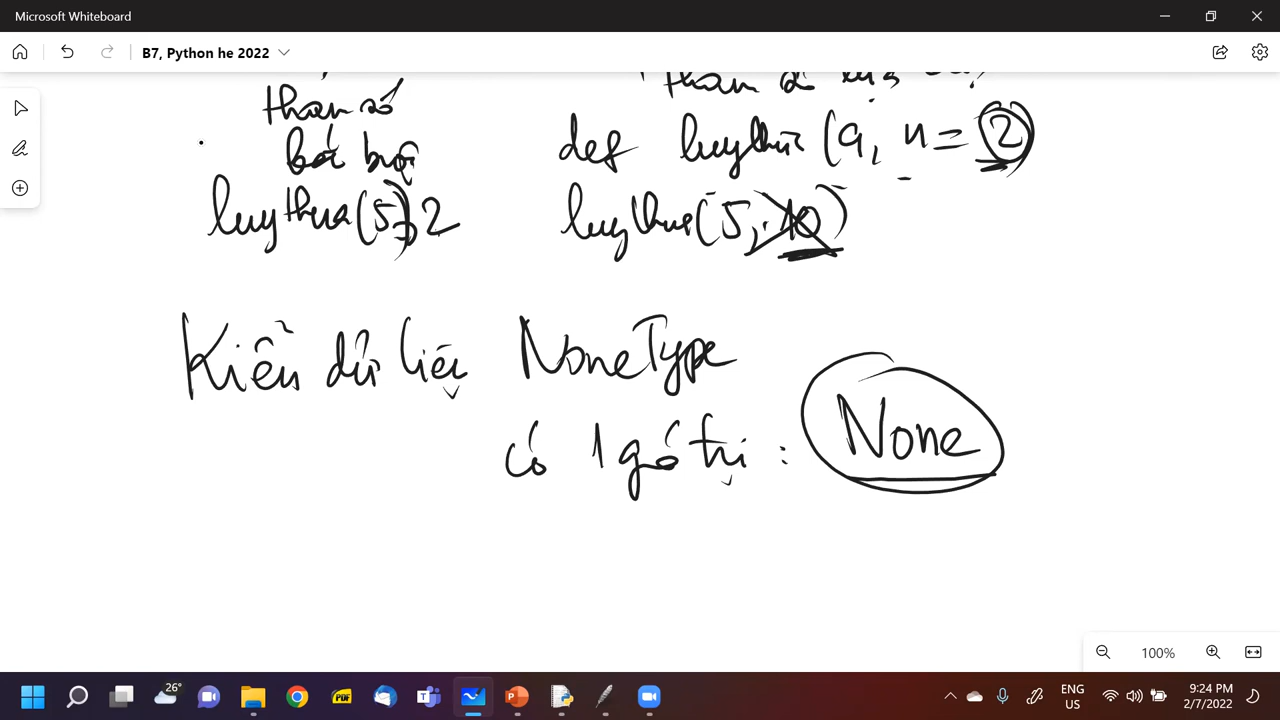 Microsoft Whiteboard
B7, Python he 2022
tham số
bắt buộc
def luythua (a, n = 2)
luythua(5) 2
luythua(5, 10)
Kiểu dữ liệu NoneType
có 1 giá trị : None
100%
26°
PDF
ENG
US
9:24 PM
2/7/2022